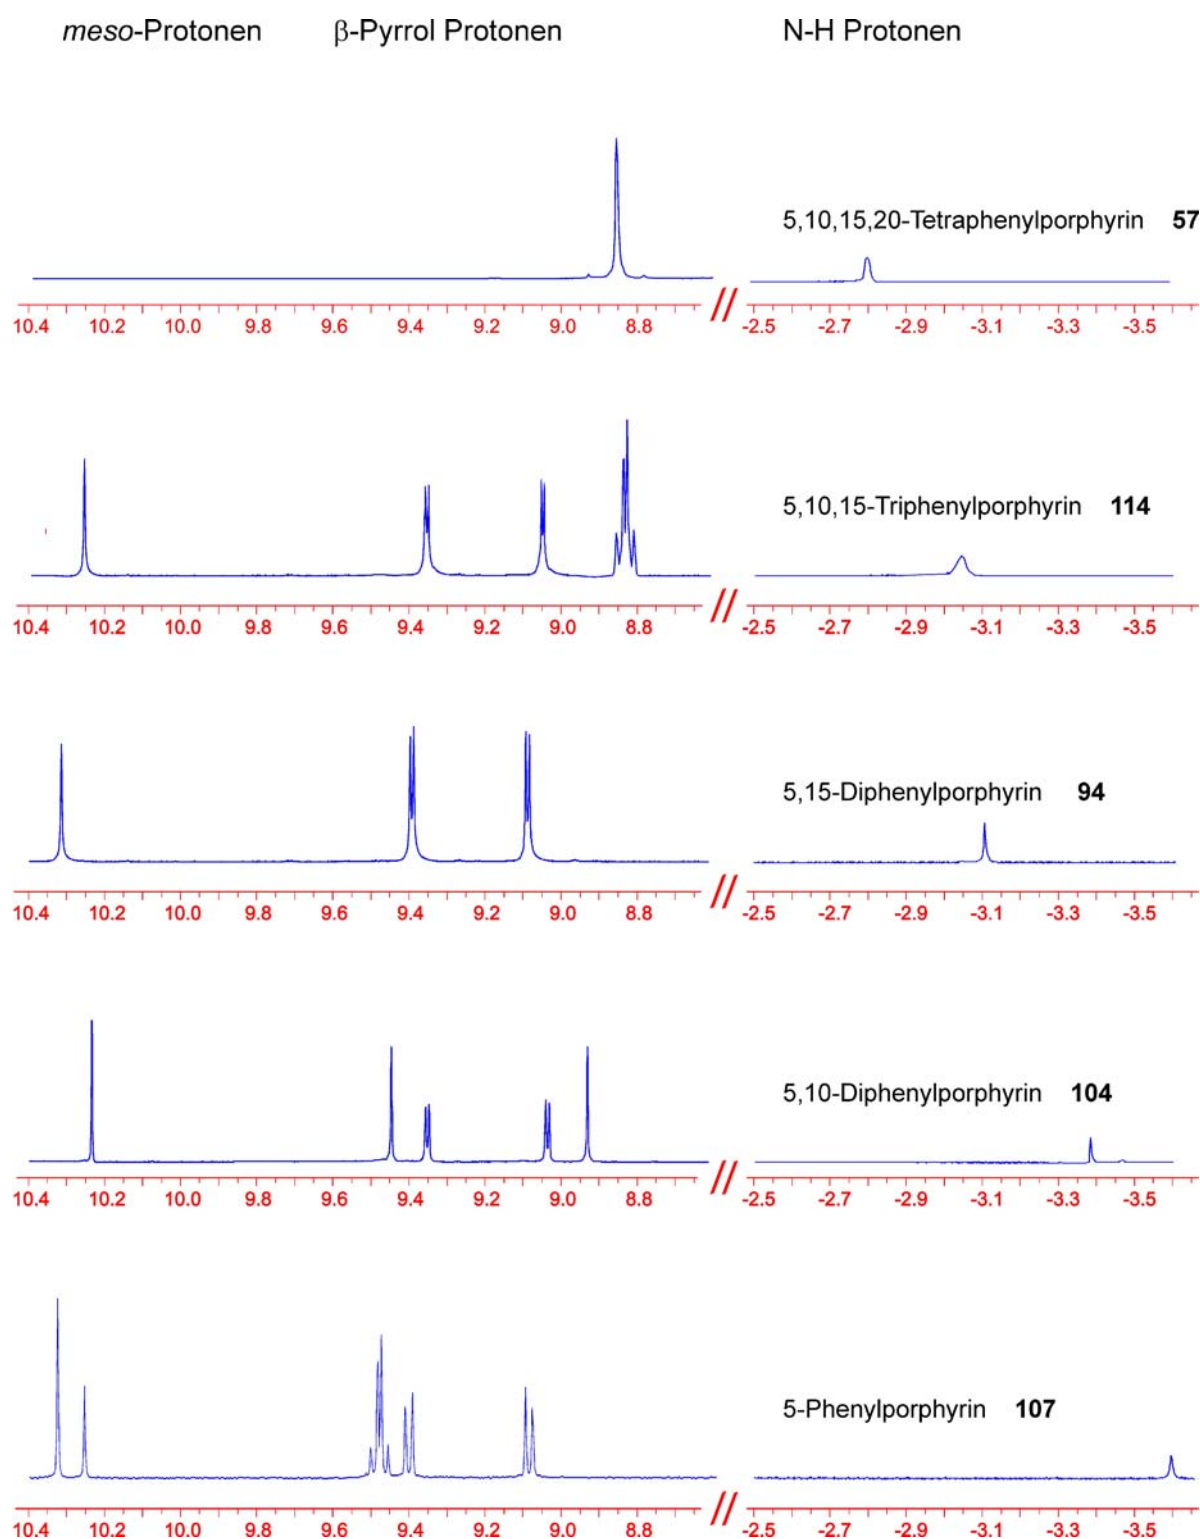 meso-Protonen β-Pyrrol Protonen N-H Protonen
5,10,15,20-Tetraphenylporphyrin 57
10.4 10.2 10.0 9.8 9.6 9.4 9.2 9.0 8.8 // -2.5 -2.7 -2.9 -3.1 -3.3 -3.5
5,10,15-Triphenylporphyrin 114
10.4 10.2 10.0 9.8 9.6 9.4 9.2 9.0 8.8 // -2.5 -2.7 -2.9 -3.1 -3.3 -3.5
5,15-Diphenylporphyrin 94
10.4 10.2 10.0 9.8 9.6 9.4 9.2 9.0 8.8 // -2.5 -2.7 -2.9 -3.1 -3.3 -3.5
5,10-Diphenylporphyrin 104
10.4 10.2 10.0 9.8 9.6 9.4 9.2 9.0 8.8 // -2.5 -2.7 -2.9 -3.1 -3.3 -3.5
5-Phenylporphyrin 107
10.4 10.2 10.0 9.8 9.6 9.4 9.2 9.0 8.8 // -2.5 -2.7 -2.9 -3.1 -3.3 -3.5